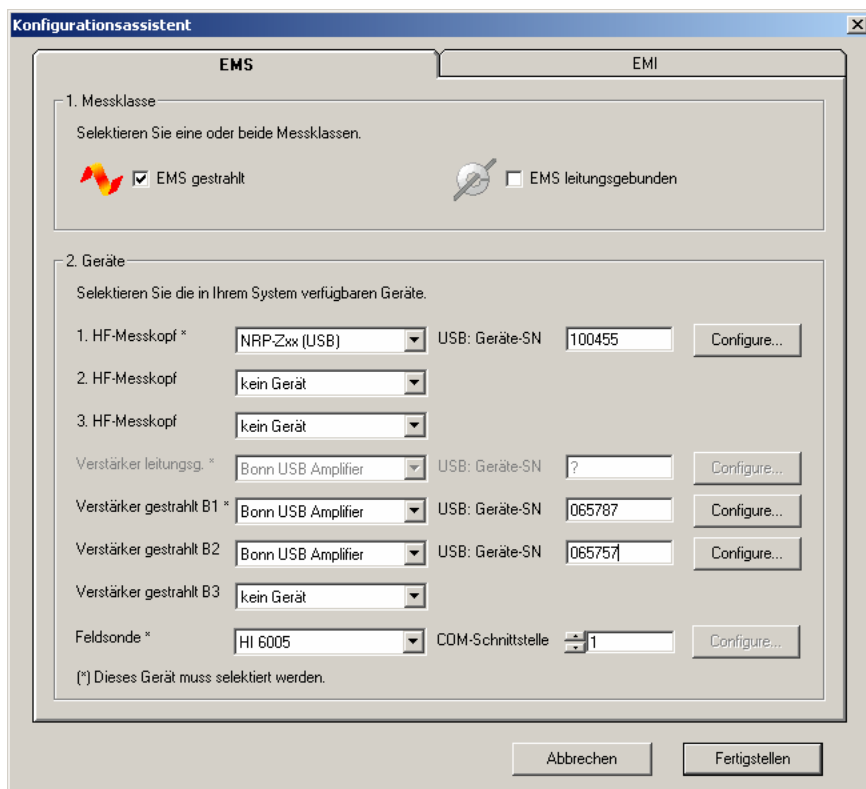 Konfigurationsassistent
EMS EMI
1. Messklasse
Selektieren Sie eine oder beide Messklassen.
EMS gestrahlt EMS leitungsgebunden
2. Geräte
Selektieren Sie die in Ihrem System verfügbaren Geräte.
1. HF-Messkopf * NRP-Zxx (USB) USB: Geräte-SN 100455 Configure...
2. HF-Messkopf kein Gerät
3. HF-Messkopf kein Gerät
Verstärker leitungsg. * Bonn USB Amplifier USB: Geräte-SN ? Configure...
Verstärker gestrahlt B1 * Bonn USB Amplifier USB: Geräte-SN 065787 Configure...
Verstärker gestrahlt B2 Bonn USB Amplifier USB: Geräte-SN 065757 Configure...
Verstärker gestrahlt B3 kein Gerät
Feldsonde * HI 6005 COM-Schnittstelle 1 Configure...
(*) Dieses Gerät muss selektiert werden.
Abbrechen Fertigstellen